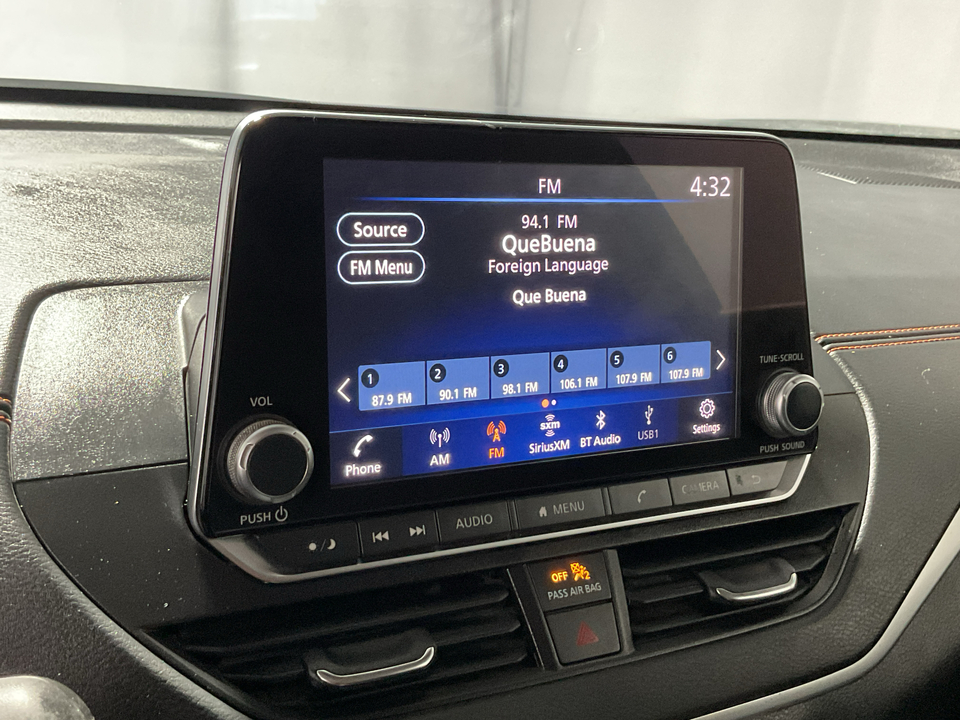 FM
4:32
Source
94.1 FM
QueBuena
FM Menu
Foreign Language
Que Buena
1
87.9 FM
2
90.1 FM
3
98.1 FM
4
106.1 FM
5
107.9 FM
6
107.9 FM
Phone
AM
FM
sxm
SiriusXM
BT Audio
USB1
Settings
VOL
PUSH
TUNE·SCROLL
PUSH SOUND
AUDIO
MENU
CAMERA
OFF
2
PASS AIR BAG